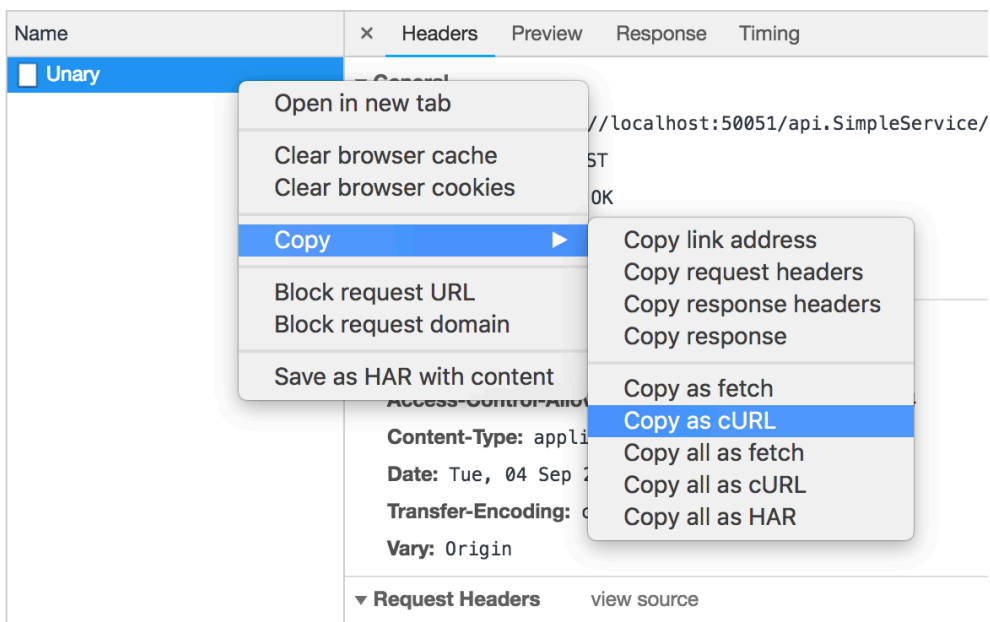 Name
× Headers Preview Response Timing
Unary
General
Open in new tab
//localhost:50051/api.SimpleService/
Clear browser cache
ST
Clear browser cookies
OK
Copy
Copy link address
Copy request headers
Block request URL
Copy response headers
Block request domain
Copy response
Save as HAR with content
Copy as fetch
Access-Control-Allow
Copy as cURL
Content-Type: appli
Copy all as fetch
Date: Tue, 04 Sep 2
Copy all as cURL
Transfer-Encoding: c
Copy all as HAR
Vary: Origin
Request Headers view source